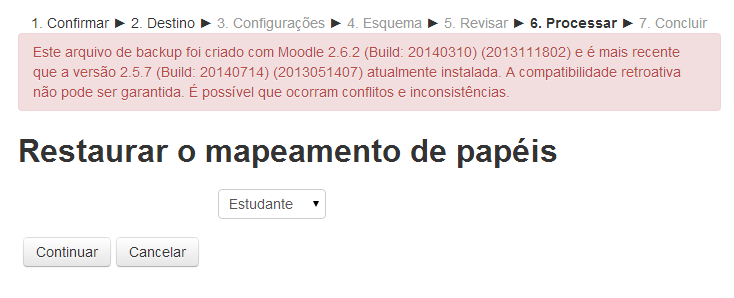 1. Confirmar ► 2. Destino ► 3. Configurações ► 4. Esquema ► 5. Revisar ► 6. Processar ► 7. Concluir
Este arquivo de backup foi criado com Moodle 2.6.2 (Build: 20140310) (2013111802) e é mais recente
que a versão 2.5.7 (Build: 20140714) (2013051407) atualmente instalada. A compatibilidade retroativa
não pode ser garantida. É possível que ocorram conflitos e inconsistências.
Restaurar o mapeamento de papéis
Estudante
Continuar Cancelar